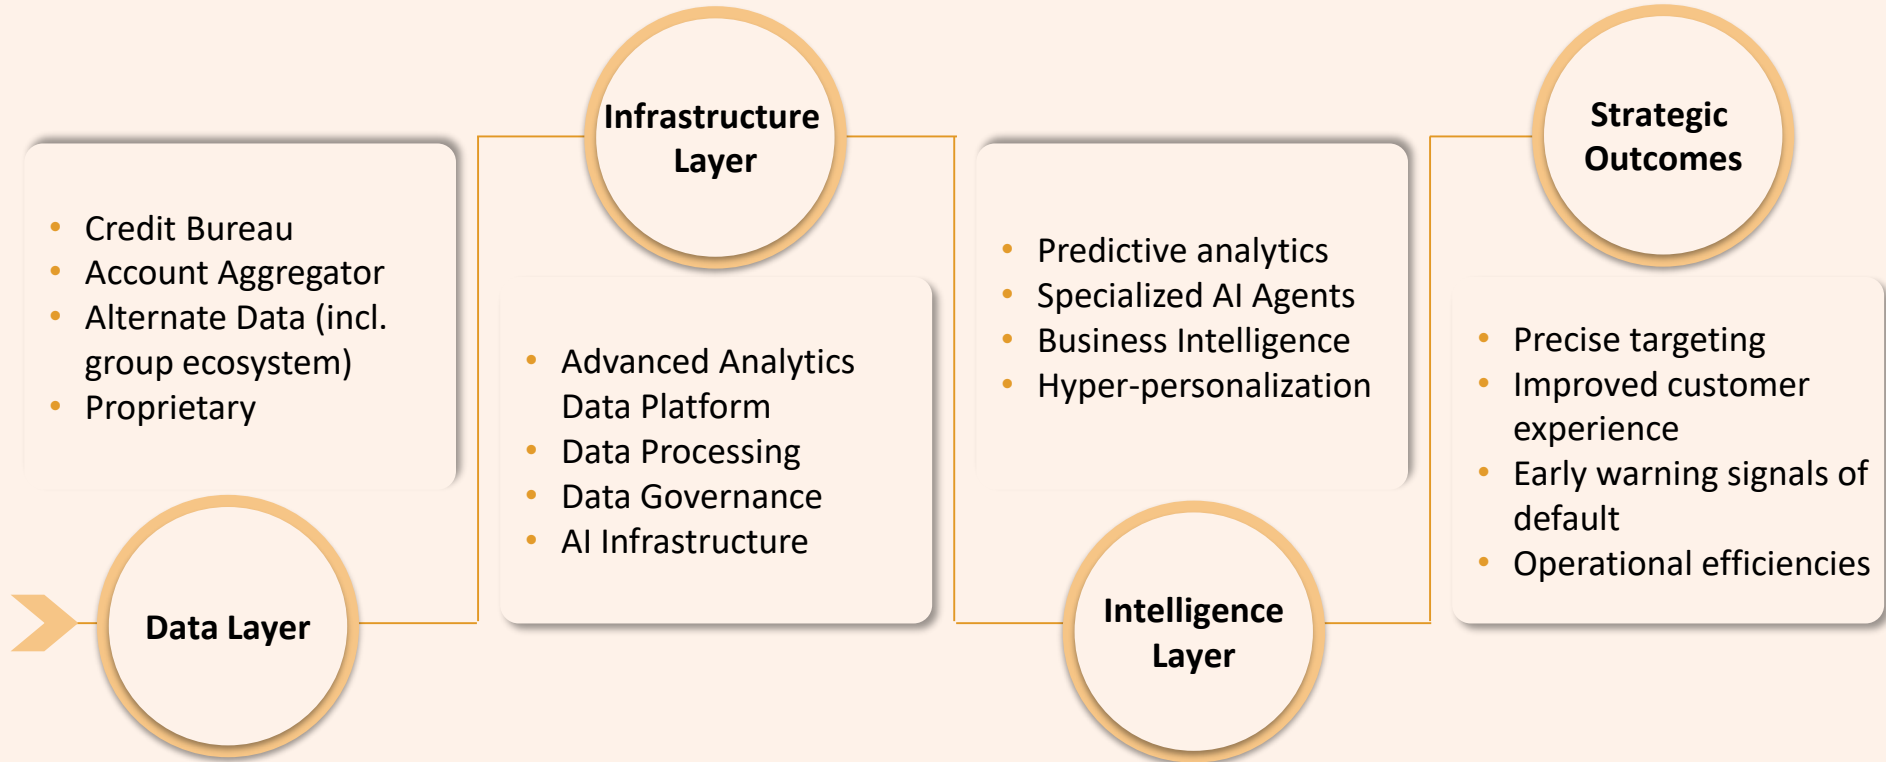 Credit Bureau
Account Aggregator
Alternate Data (incl.
group ecosystem)
Proprietary
Data Layer
Infrastructure
Layer
Advanced Analytics
Data Platform
Data Processing
Data Governance
AI Infrastructure
Predictive analytics
Specialized AI Agents
Business Intelligence
Hyper-personalization
Intelligence
Layer
Strategic
Outcomes
Precise targeting
Improved customer
experience
Early warning signals of
default
Operational efficiencies